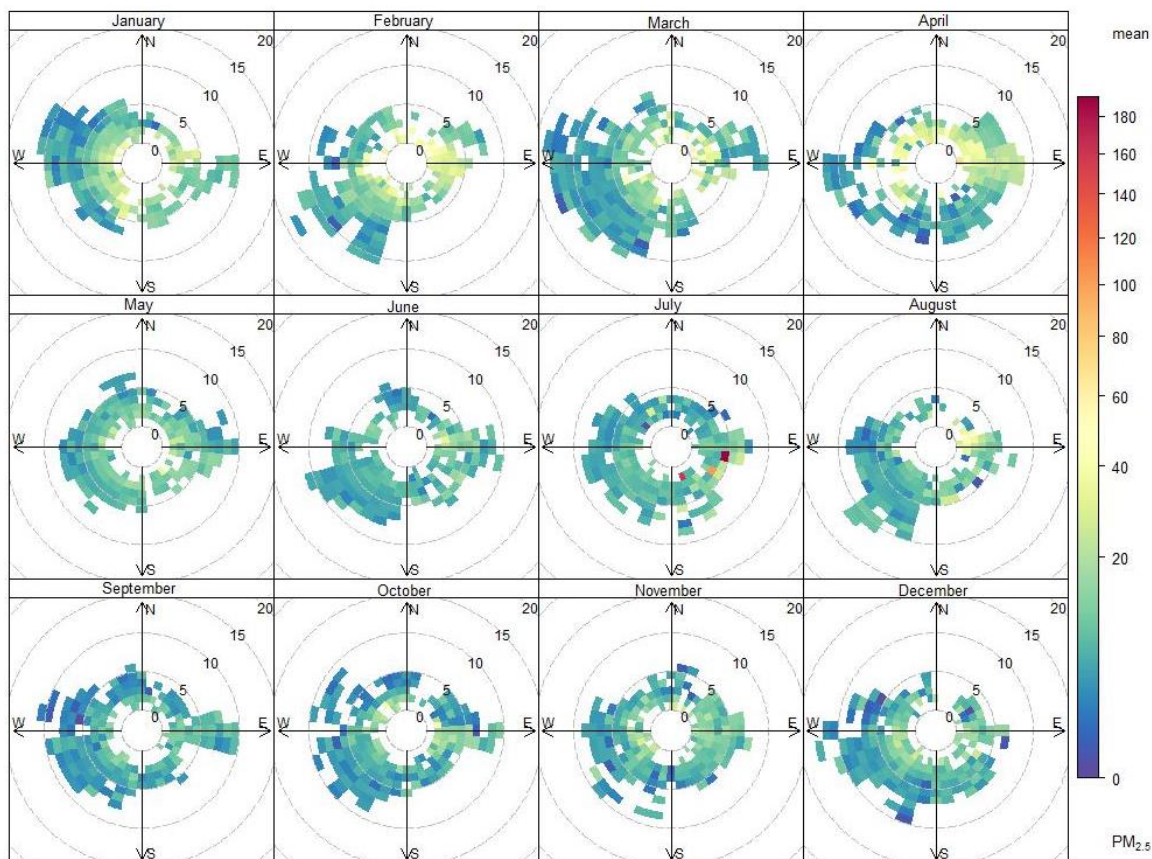 January February March April
mean
N 20 N 20 N 20 N 20
15 15 15 15
10 10 10 10
5 5 5 5
0 0 0 0
W E W E W E W E
S S S S
180
160
140
120
100
80
60
40
20
0
May June July August
N 20 N 20 N 20 N 20
15 15 15 15
10 10 10 10
5 5 5 5
0 0 0 0
W E W E W E W E
S S S S
September October November December
N 20 N 20 N 20 N 20
15 15 15 15
10 10 10 10
5 5 5 5
0 0 0 0
W E W E W E W E
S S S S
PM2.5